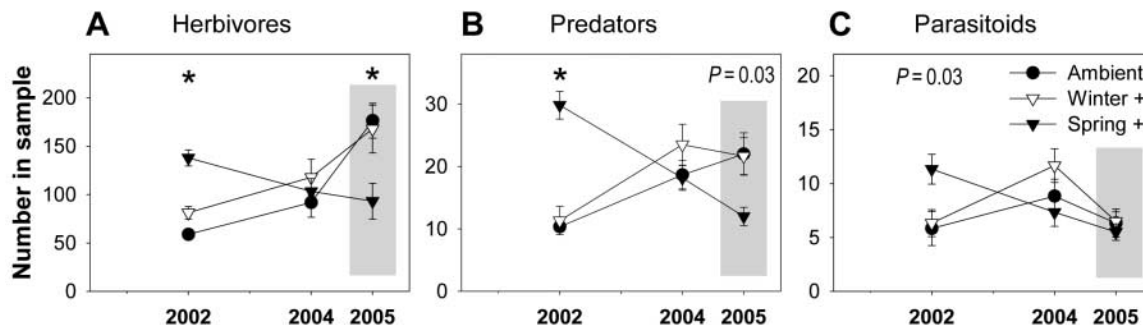 A Herbivores
B Predators
C Parasitoids
Number in sample
200
150
100
50
0
*
*
2002 2004 2005
30
20
10
0
*
P = 0.03
2002 2004 2005
20
15
10
5
0
P = 0.03
Ambient
Winter +
Spring +
2002 2004 2005